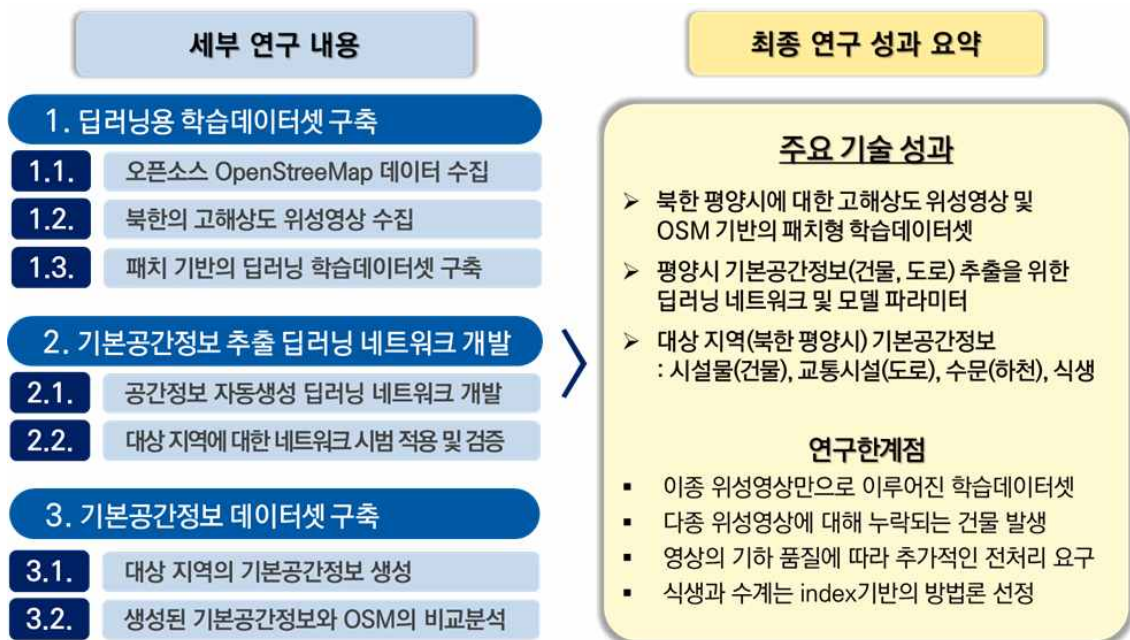 세부 연구 내용
1. 딥러닝용 학습데이터셋 구축
1.1. 오픈소스 OpenStreeMap 데이터 수집
1.2. 북한의 고해상도 위성영상 수집
1.3. 패치 기반의 딥러닝 학습데이터셋 구축
2. 기본공간정보 추출 딥러닝 네트워크 개발
2.1. 공간정보 자동생성 딥러닝 네트워크 개발
2.2. 대상 지역에 대한 네트워크 시범 적용 및 검증
3. 기본공간정보 데이터셋 구축
3.1. 대상 지역의 기본공간정보 생성
3.2. 생성된 기본공간정보와 OSM의 비교분석
최종 연구 성과 요약
주요 기술 성과
➢ 북한 평양시에 대한 고해상도 위성영상 및
OSM 기반의 패치형 학습데이터셋
➢ 평양시 기본공간정보(건물, 도로) 추출을 위한
딥러닝 네트워크 및 모델 파라미터
➢ 대상 지역(북한 평양시) 기본공간정보
: 시설물(건물), 교통시설(도로), 수문(하천), 식생
연구한계점
▪ 이종 위성영상만으로 이루어진 학습데이터셋
▪ 다종 위성영상에 대해 누락되는 건물 발생
▪ 영상의 기하 품질에 따라 추가적인 전처리 요구
▪ 식생과 수계는 index기반의 방법론 선정